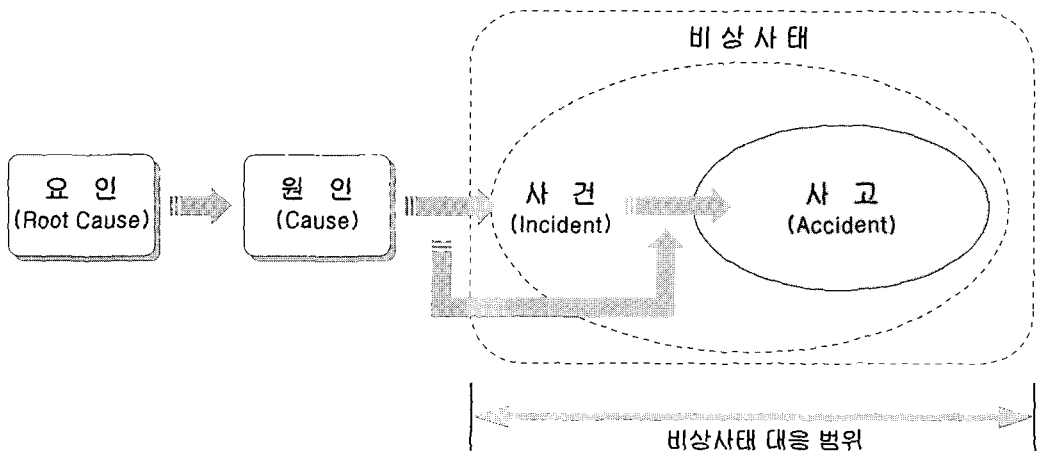 비 상 사 태
요 인
(Root Cause)
원 인
(Cause)
사 건
(Incident)
사 고
(Accident)
비상사태 대응 범위